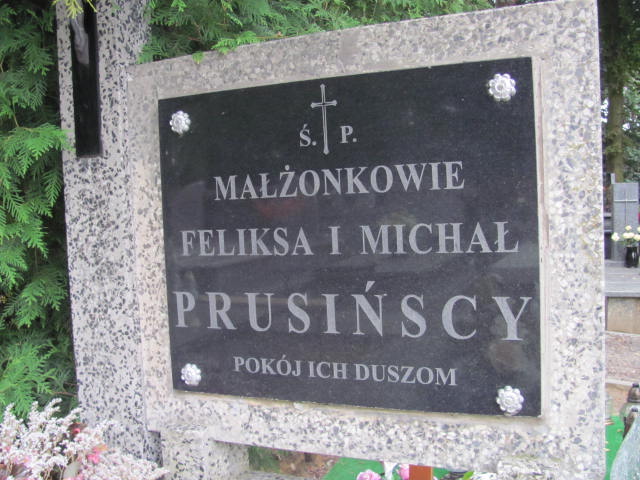 Ś. P.
MAŁŻONKOWIE
FELIKSA I MICHAŁ
PRUSIŃSCY
POKÓJ ICH DUSZOM